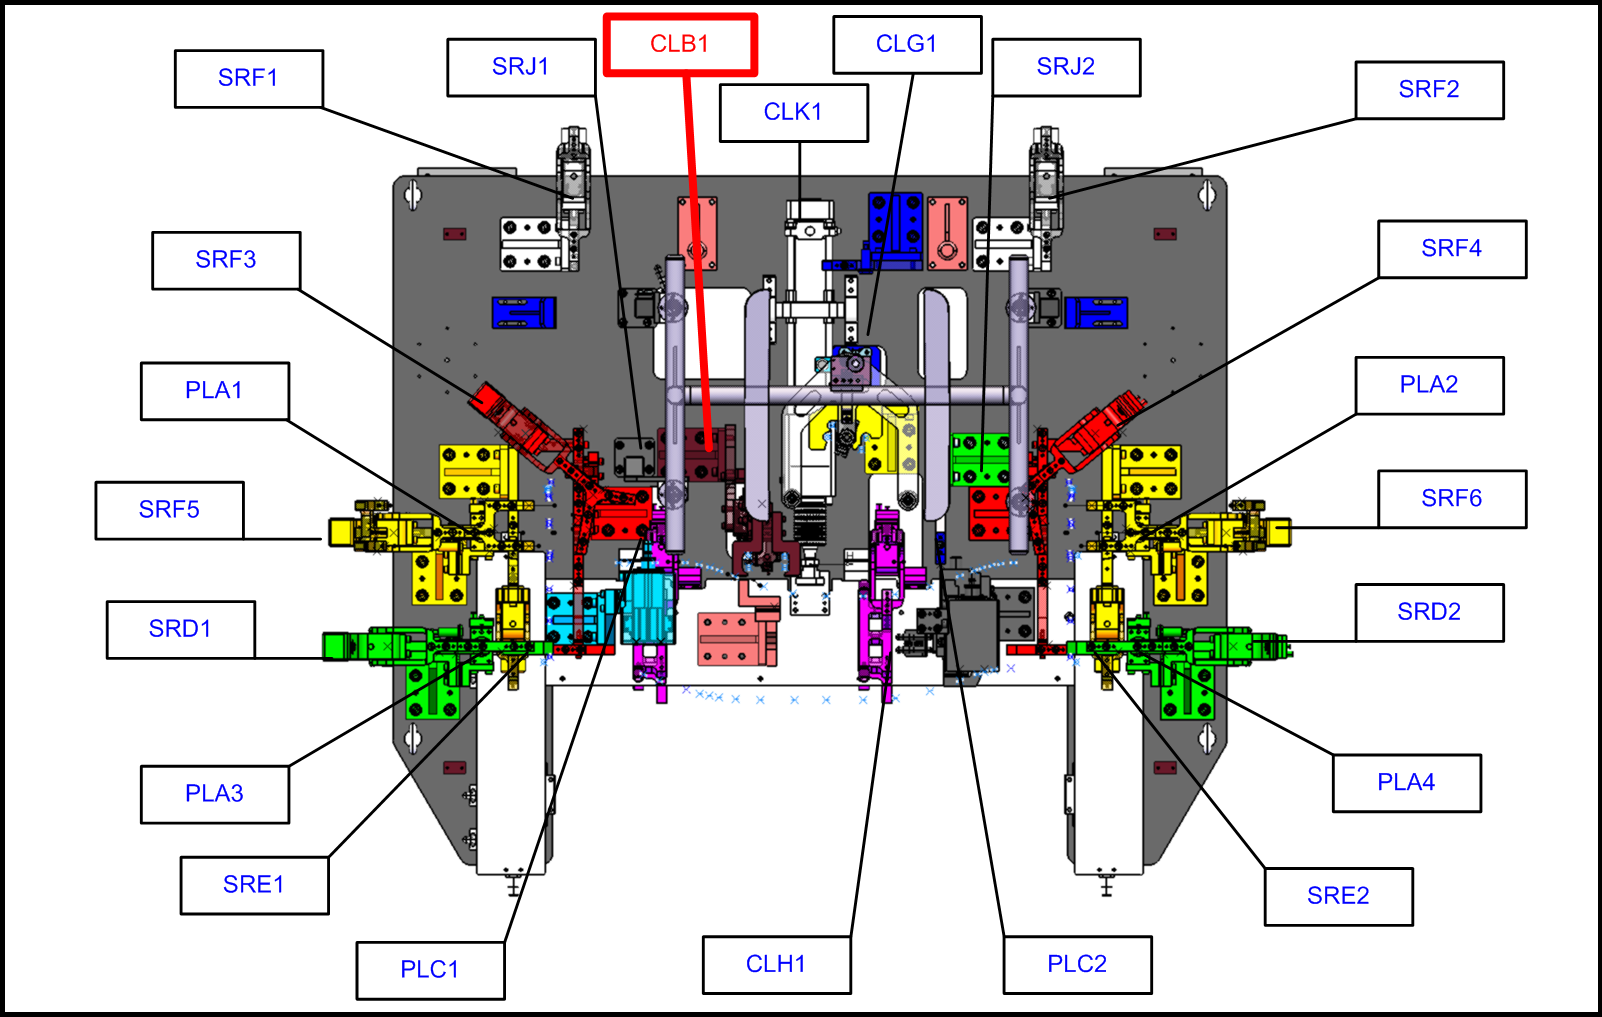 CLB1
CLG1
SRJ1
SRJ2
SRF1
SRF2
CLK1
SRF3
SRF4
PLA1
PLA2
SRF5
SRF6
SRD1
SRD2
PLA3
PLA4
SRE1
SRE2
PLC1
CLH1
PLC2